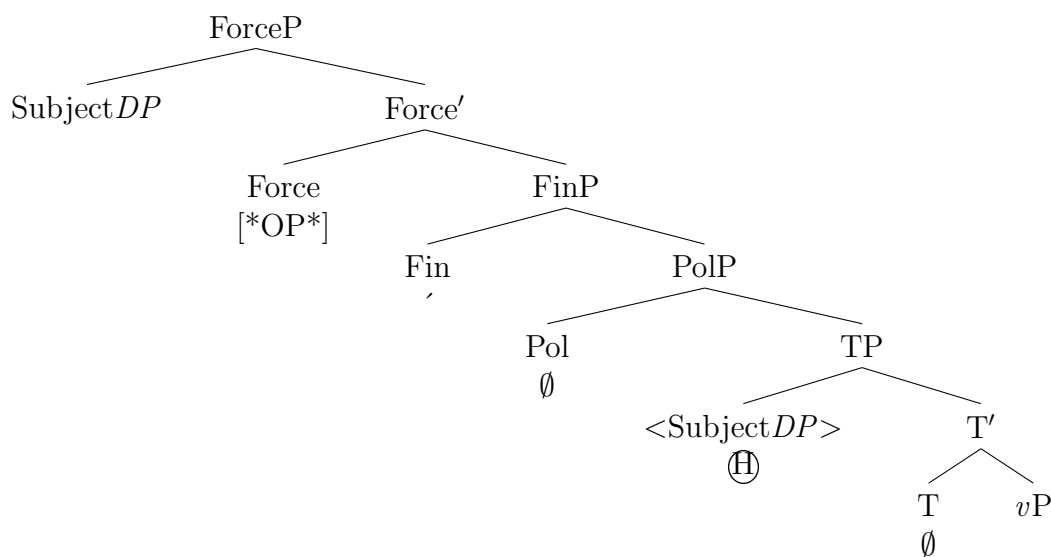 ForceP
SubjectDP Force′
Force FinP
[*OP*]
Fin PolP
´
Pol TP
∅
<SubjectDP> T′
Ⓗ
T vP
∅